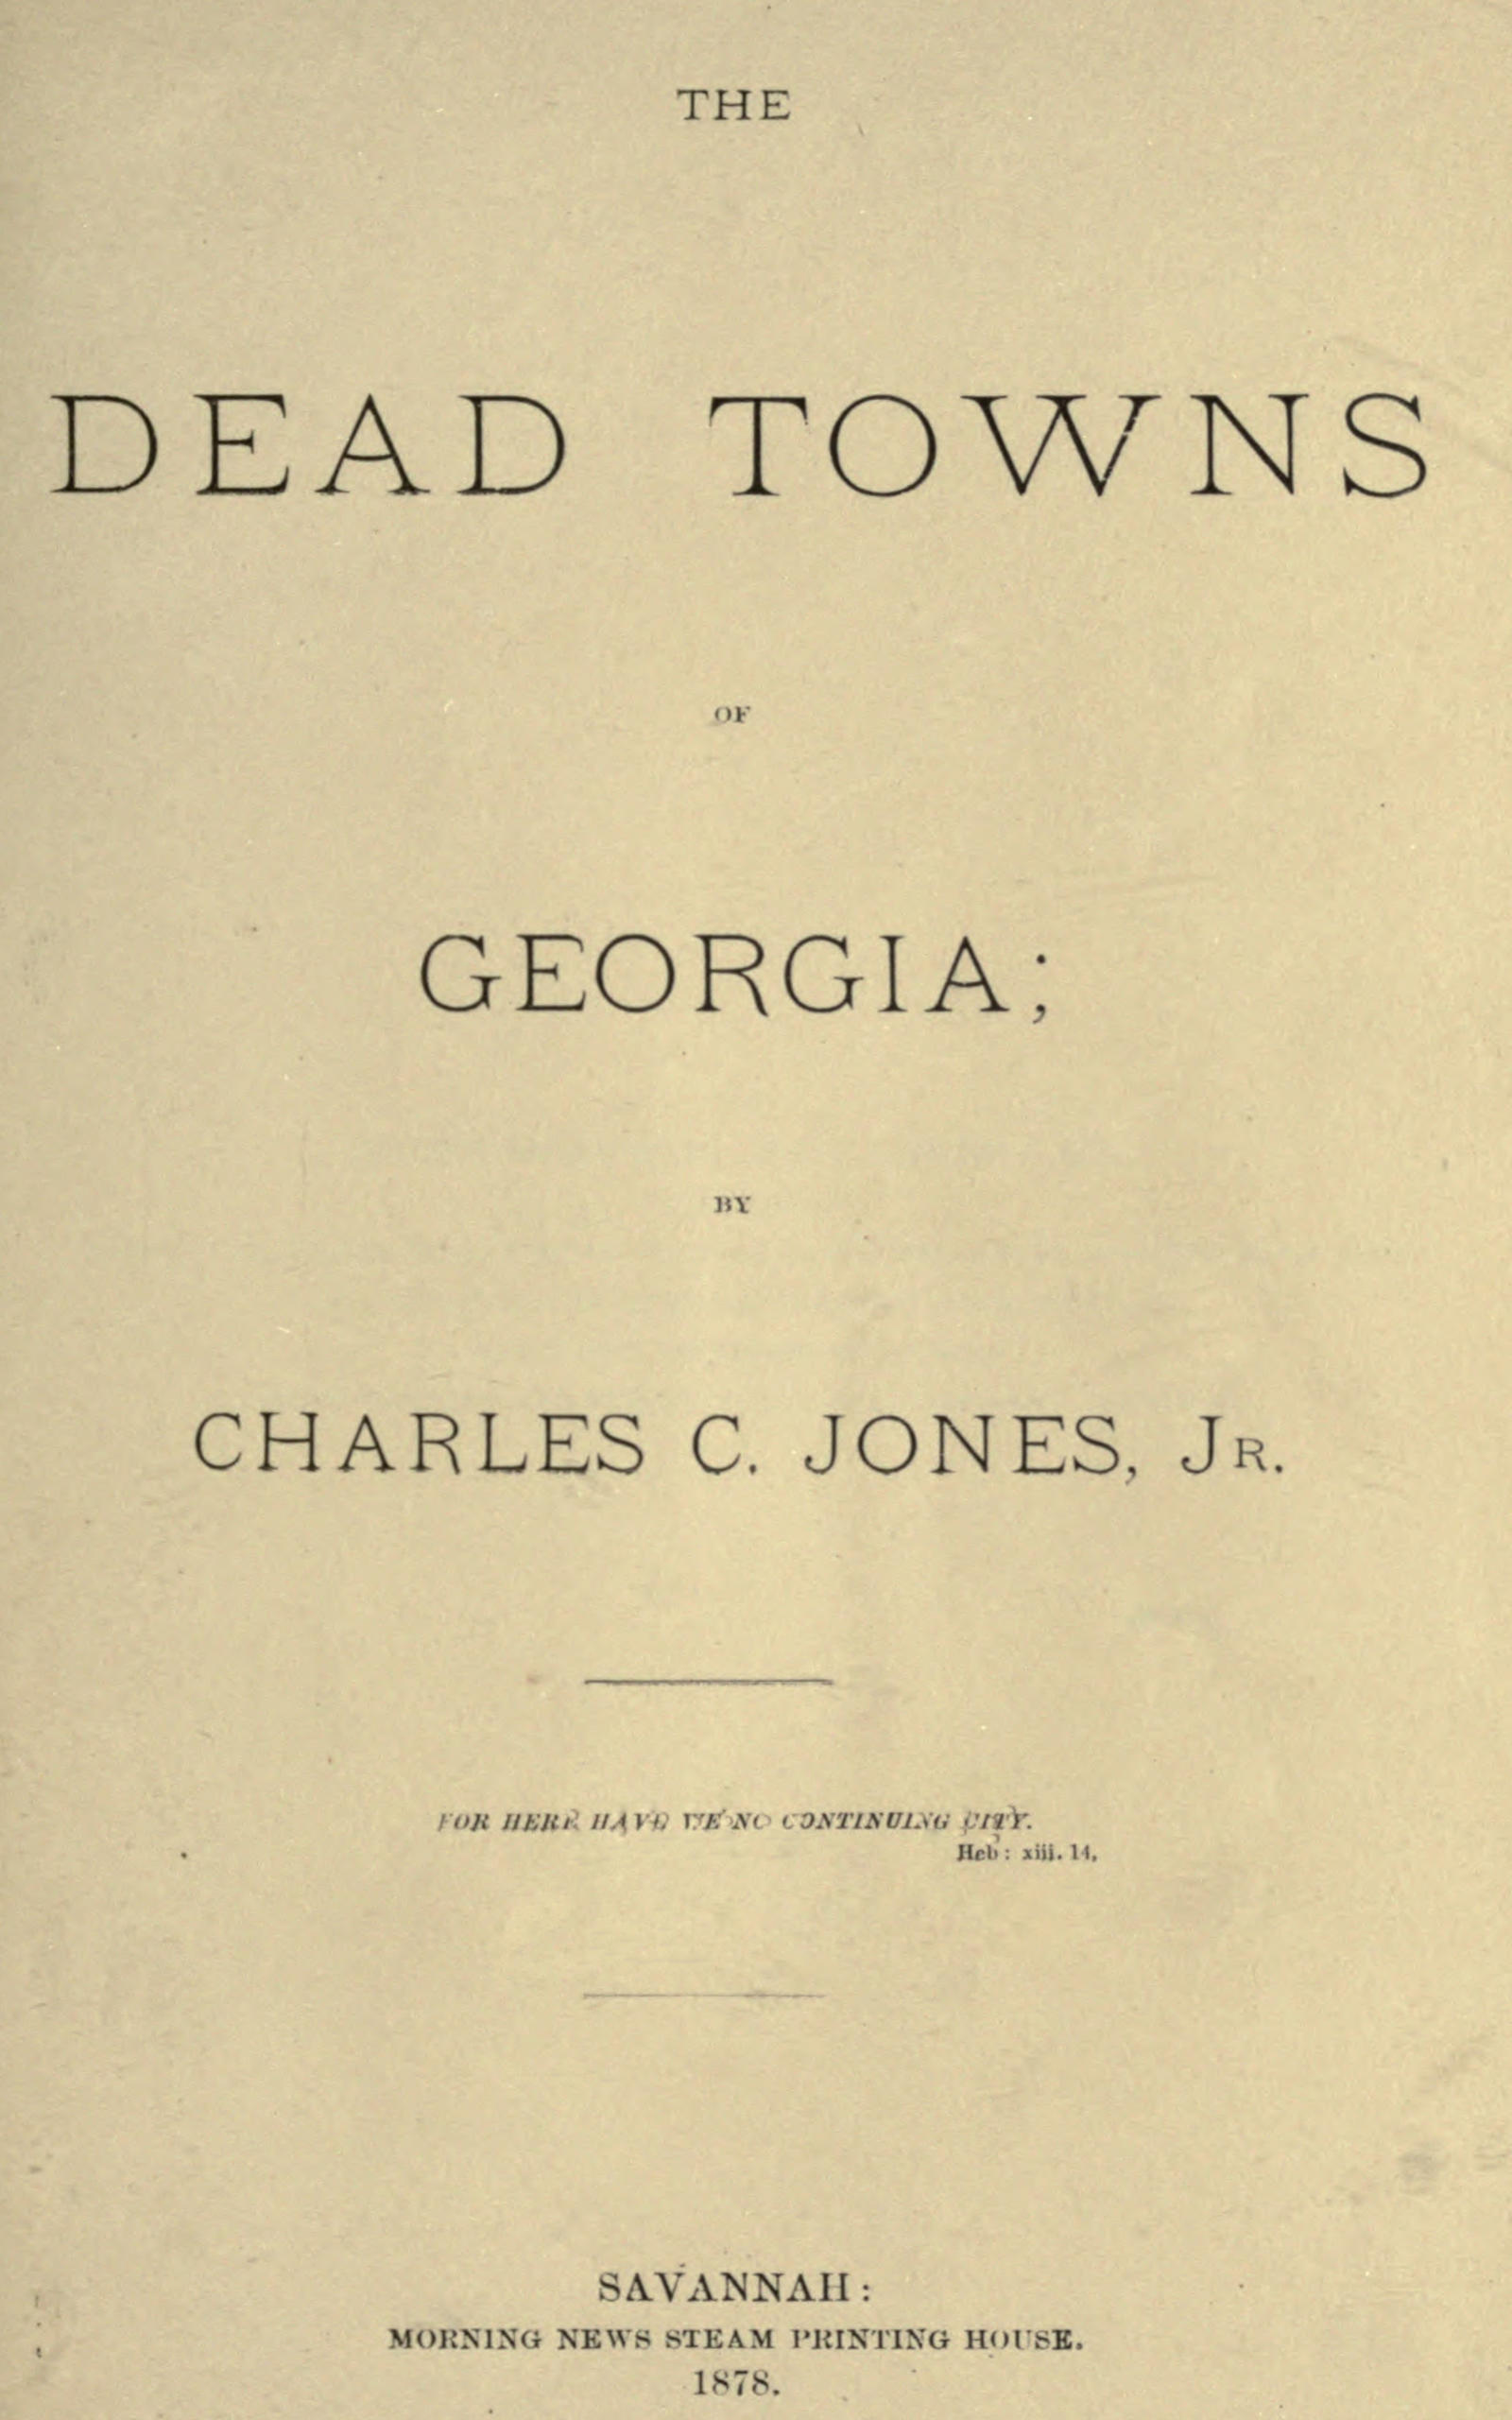 THE
DEAD TOWNS
OF
GEORGIA;
BY
CHARLES C. JONES, JR.
FOR HERE HAVE WE NO CONTINUING CITY.
Heb: xiii. 14.
SAVANNAH:
MORNING NEWS STEAM PRINTING HOUSE.
1878.